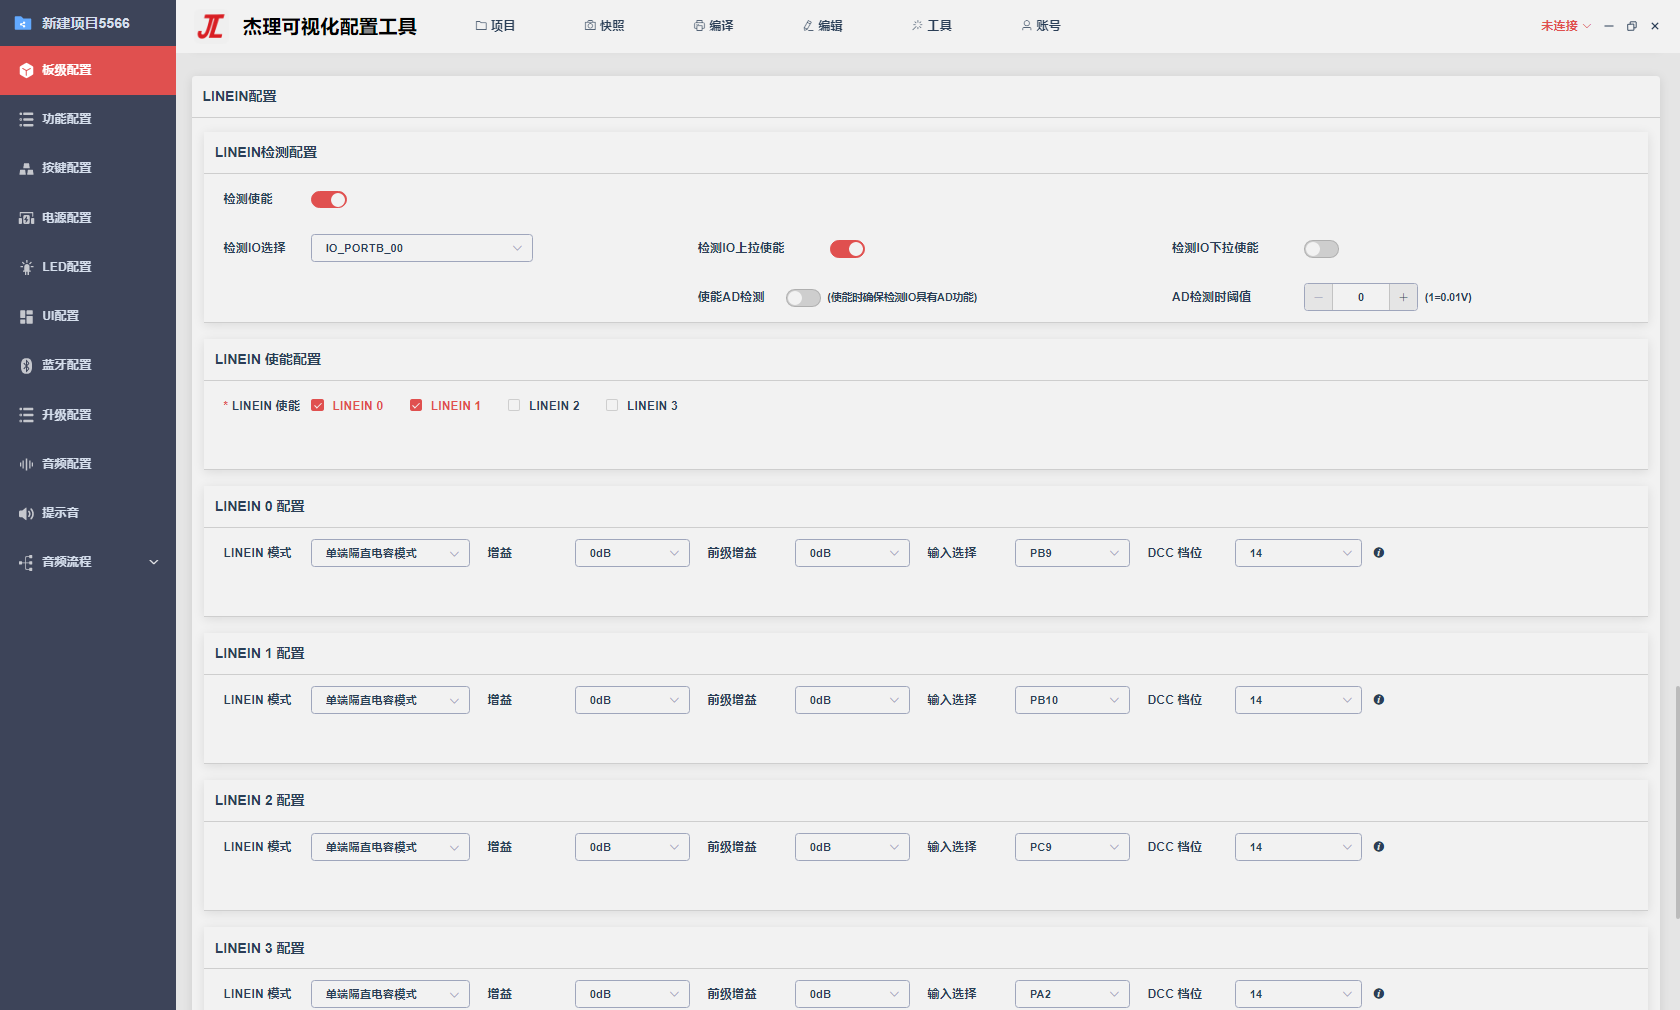 新建项目5566
JL 杰理可视化配置工具 项目 快照 编译 编辑 工具 账号 未连接
板级配置
功能配置
按键配置
电源配置
LED配置
UI配置
蓝牙配置
升级配置
音频配置
提示音
音频流程
LINEIN配置
LINEIN检测配置
检测使能
检测IO选择 IO_PORTB_00 检测IO上拉使能 检测IO下拉使能
使能AD检测 (使能时确保检测IO具有AD功能) AD检测时阈值 − 0 + (1=0.01V)
LINEIN 使能配置
* LINEIN 使能 LINEIN 0 LINEIN 1 LINEIN 2 LINEIN 3
LINEIN 0 配置
LINEIN 模式 单端隔直电容模式 增益 0dB 前级增益 0dB 输入选择 PB9 DCC 档位 14
LINEIN 1 配置
LINEIN 模式 单端隔直电容模式 增益 0dB 前级增益 0dB 输入选择 PB10 DCC 档位 14
LINEIN 2 配置
LINEIN 模式 单端隔直电容模式 增益 0dB 前级增益 0dB 输入选择 PC9 DCC 档位 14
LINEIN 3 配置
LINEIN 模式 单端隔直电容模式 增益 0dB 前级增益 0dB 输入选择 PA2 DCC 档位 14